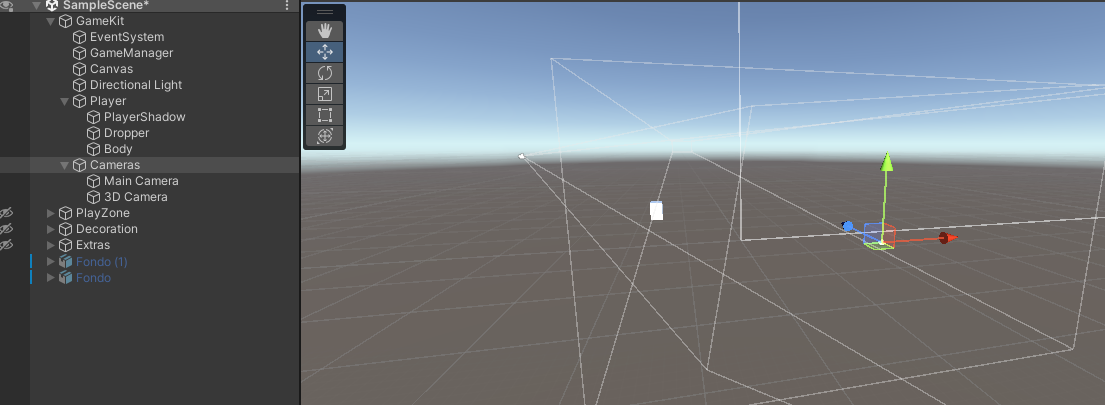 SampleScene*
GameKit
EventSystem
GameManager
Canvas
Directional Light
Player
PlayerShadow
Dropper
Body
Cameras
Main Camera
3D Camera
PlayZone
Decoration
Extras
Fondo (1)
Fondo